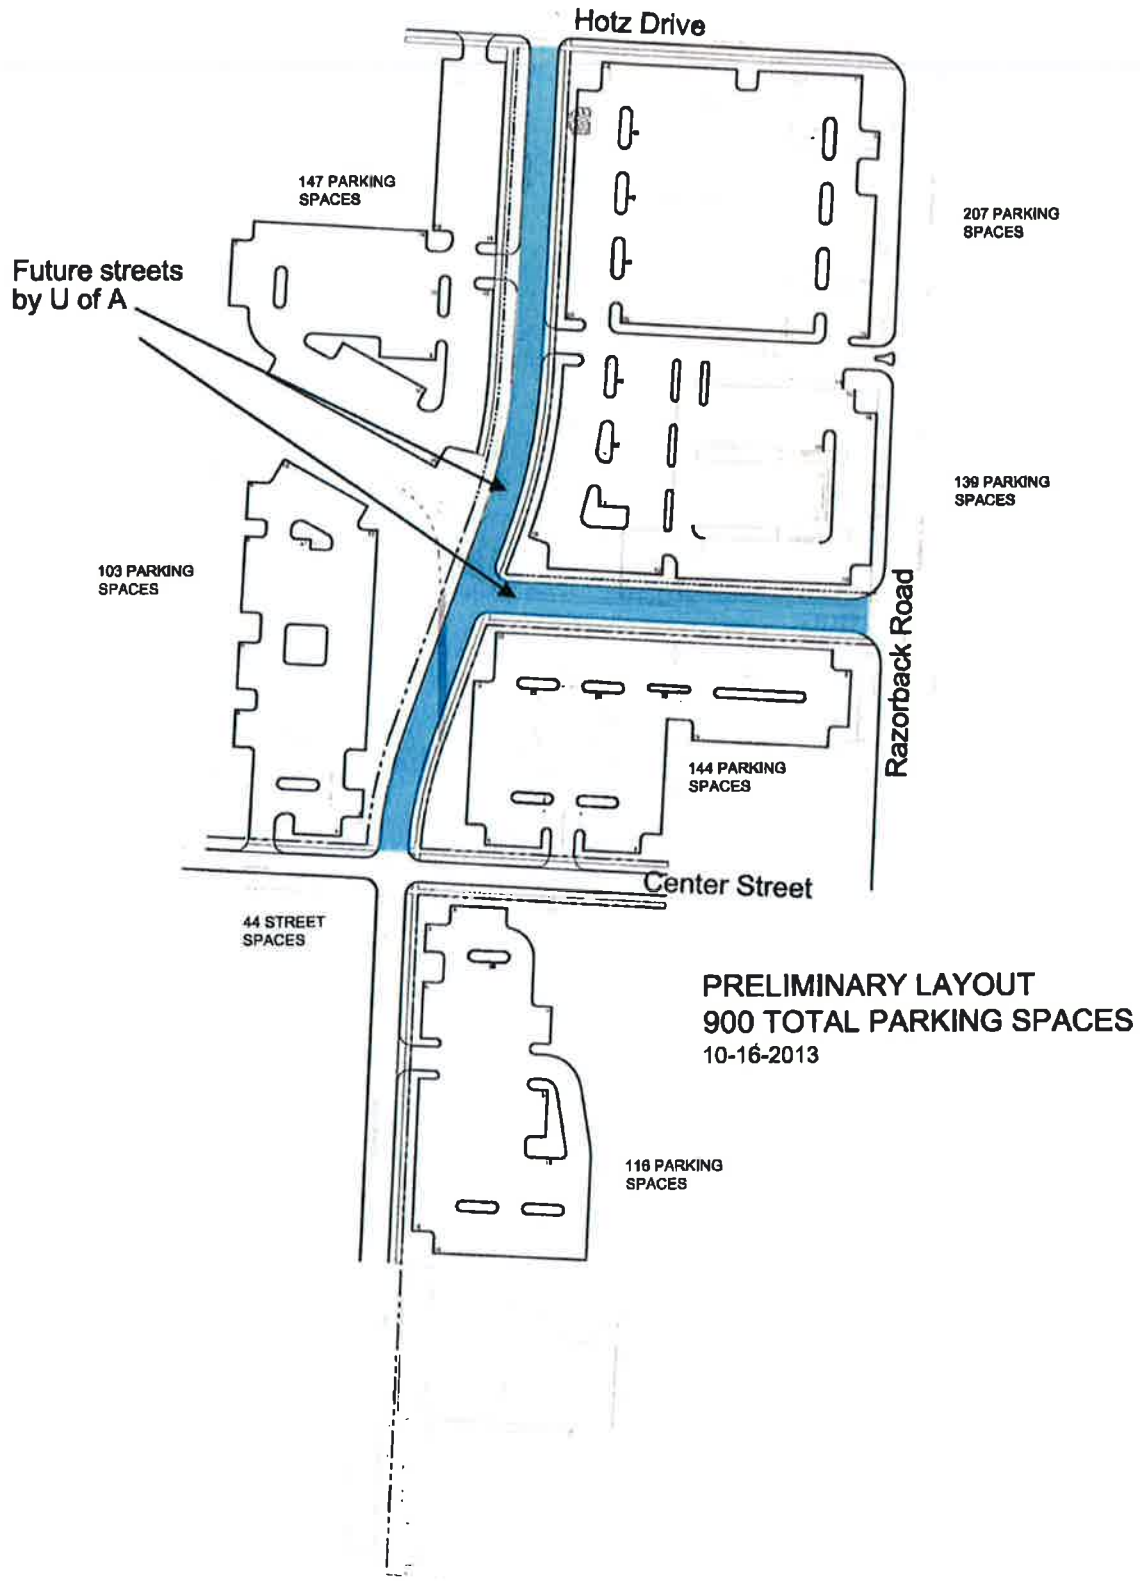 Hotz Drive
147 PARKING
SPACES
207 PARKING
SPACES
Future streets
by U of A
139 PARKING
SPACES
103 PARKING
SPACES
Razorback Road
144 PARKING
SPACES
Center Street
44 STREET
SPACES
PRELIMINARY LAYOUT
900 TOTAL PARKING SPACES
10-16-2013
116 PARKING
SPACES